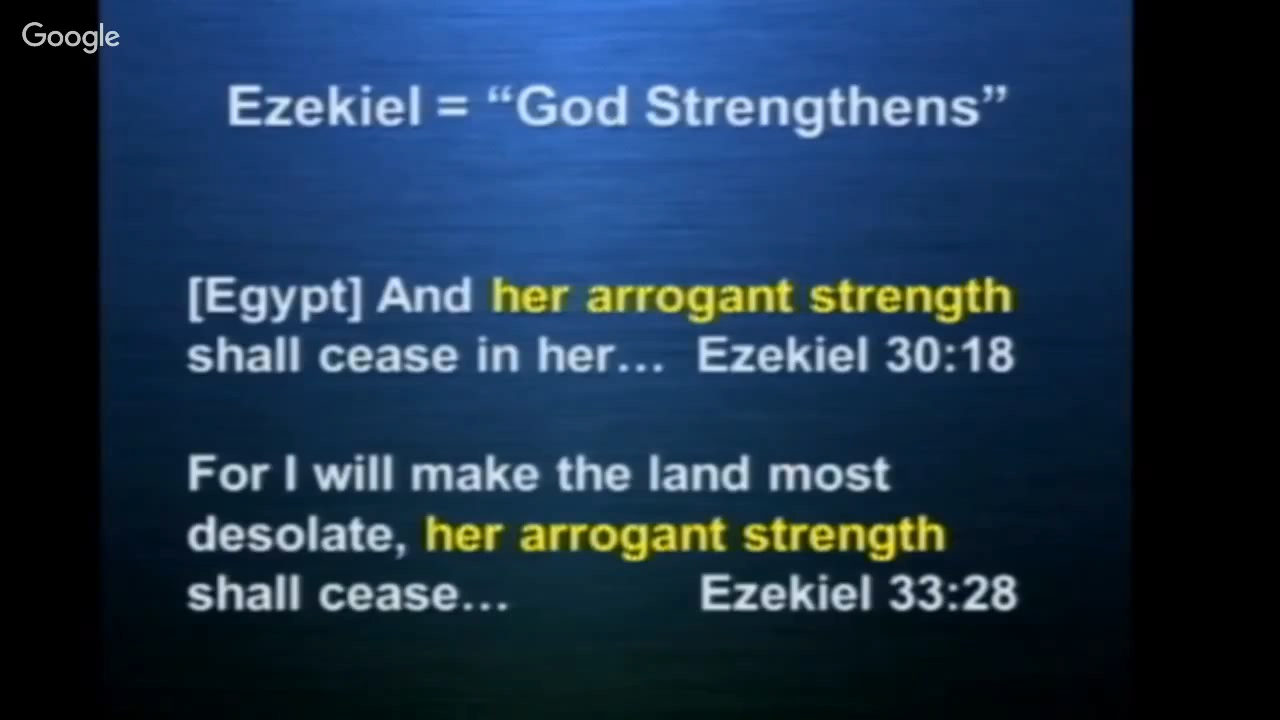 Google
Ezekiel = “God Strengthens”
[Egypt] And her arrogant strength
shall cease in her… Ezekiel 30:18
For I will make the land most
desolate, her arrogant strength
shall cease… Ezekiel 33:28